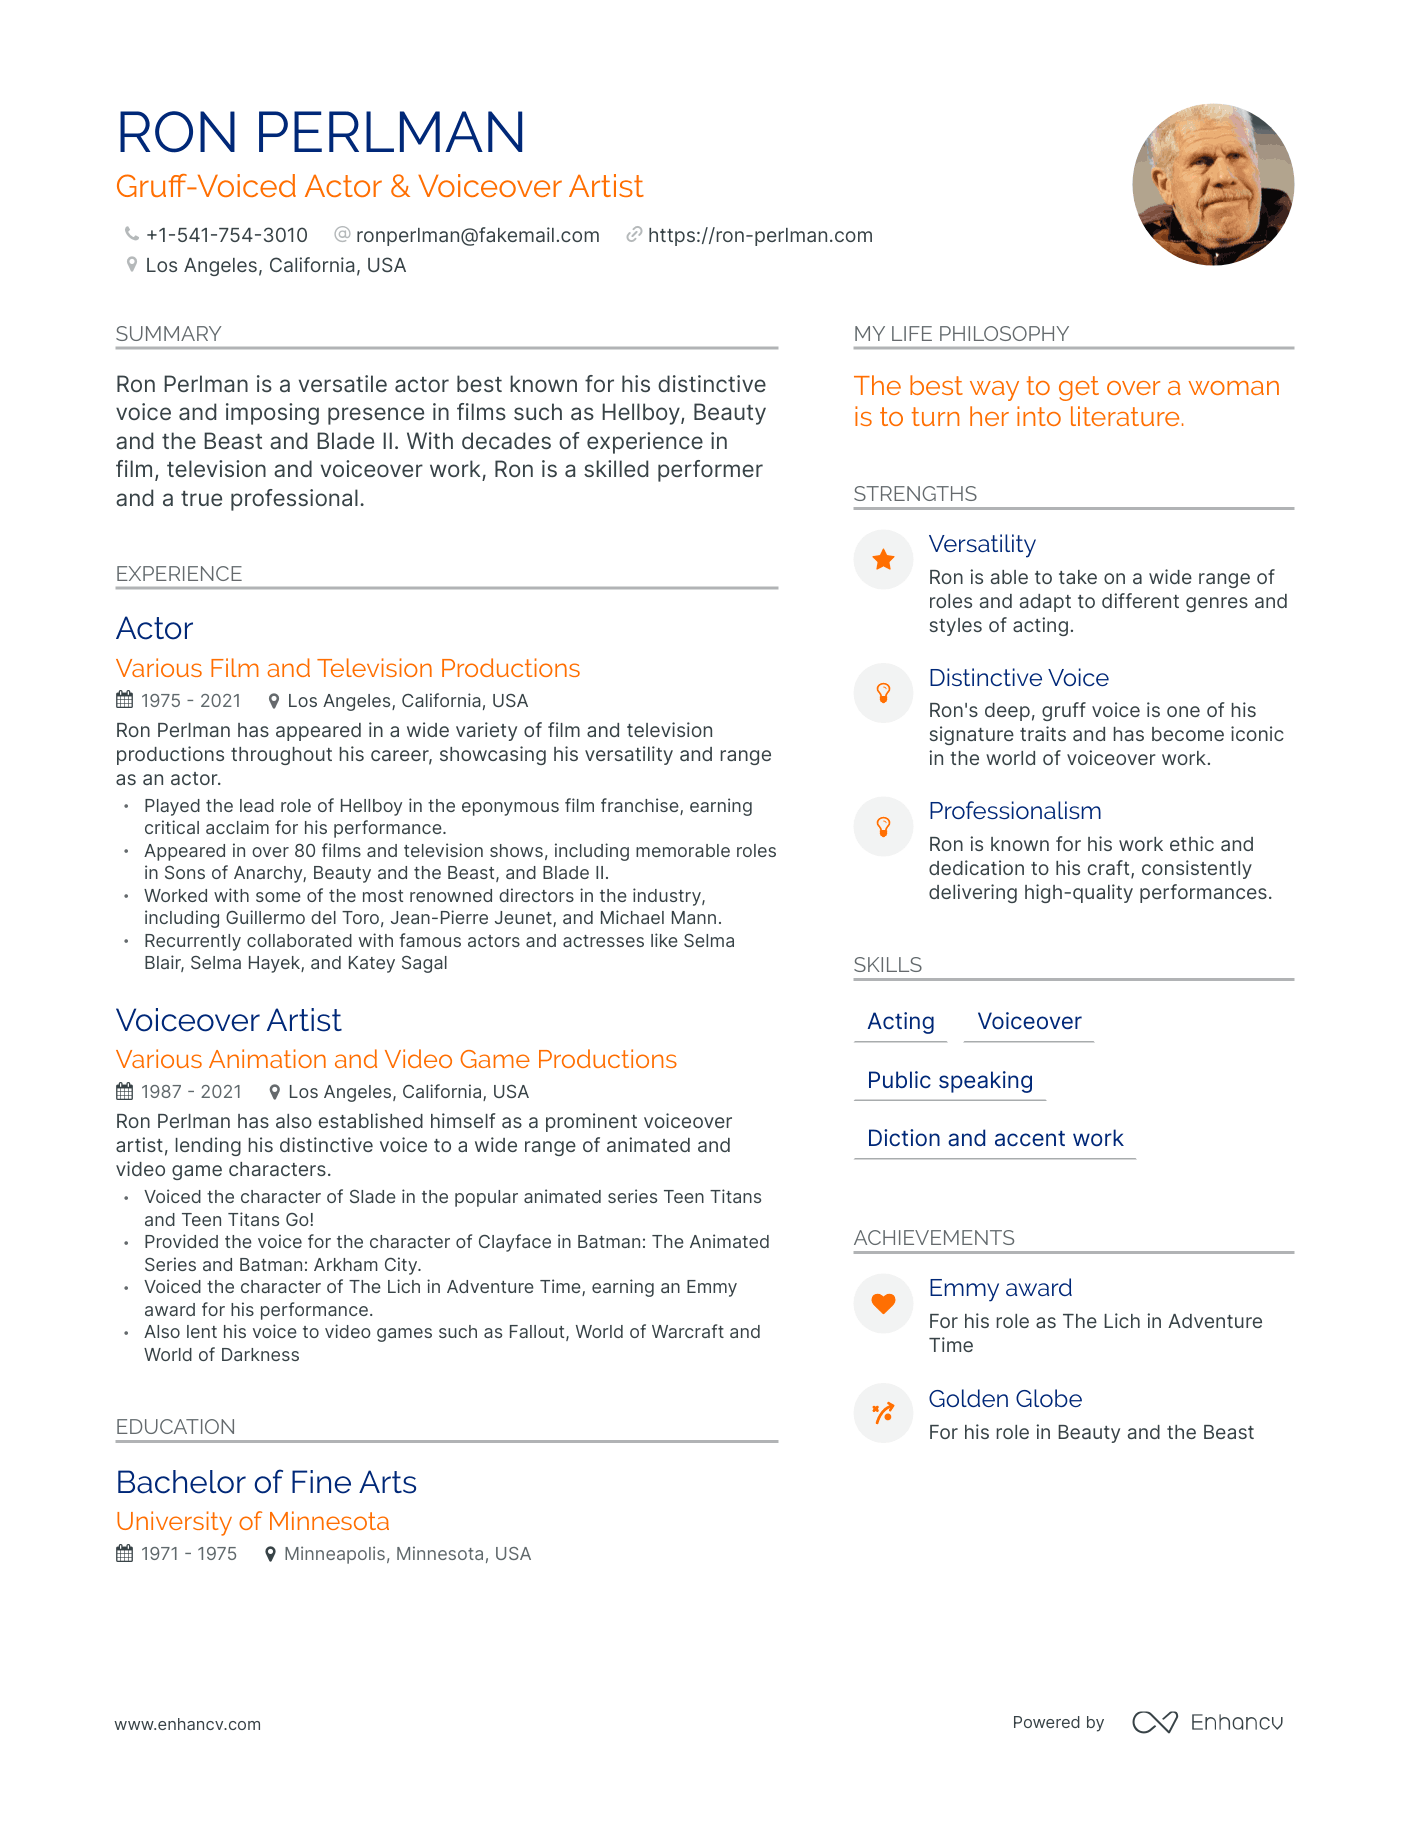 RON PERLMAN
Gruff-Voiced Actor & Voiceover Artist
+1-541-754-3010 ronperlman@fakemail.com https://ron-perlman.com
Los Angeles, California, USA
SUMMARY
Ron Perlman is a versatile actor best known for his distinctive
voice and imposing presence in films such as Hellboy, Beauty
and the Beast and Blade II. With decades of experience in
film, television and voiceover work, Ron is a skilled performer
and a true professional.
EXPERIENCE
Actor
Various Film and Television Productions
1975 - 2021 Los Angeles, California, USA
Ron Perlman has appeared in a wide variety of film and television
productions throughout his career, showcasing his versatility and range
as an actor.
• Played the lead role of Hellboy in the eponymous film franchise, earning
critical acclaim for his performance.
• Appeared in over 80 films and television shows, including memorable roles
in Sons of Anarchy, Beauty and the Beast, and Blade II.
• Worked with some of the most renowned directors in the industry,
including Guillermo del Toro, Jean-Pierre Jeunet, and Michael Mann.
• Recurrently collaborated with famous actors and actresses like Selma
Blair, Selma Hayek, and Katey Sagal
Voiceover Artist
Various Animation and Video Game Productions
1987 - 2021 Los Angeles, California, USA
Ron Perlman has also established himself as a prominent voiceover
artist, lending his distinctive voice to a wide range of animated and
video game characters.
• Voiced the character of Slade in the popular animated series Teen Titans
and Teen Titans Go!
• Provided the voice for the character of Clayface in Batman: The Animated
Series and Batman: Arkham City.
• Voiced the character of The Lich in Adventure Time, earning an Emmy
award for his performance.
• Also lent his voice to video games such as Fallout, World of Warcraft and
World of Darkness
EDUCATION
Bachelor of Fine Arts
University of Minnesota
1971 - 1975 Minneapolis, Minnesota, USA
MY LIFE PHILOSOPHY
The best way to get over a woman
is to turn her into literature.
STRENGTHS
Versatility
Ron is able to take on a wide range of
roles and adapt to different genres and
styles of acting.
Distinctive Voice
Ron's deep, gruff voice is one of his
signature traits and has become iconic
in the world of voiceover work.
Professionalism
Ron is known for his work ethic and
dedication to his craft, consistently
delivering high-quality performances.
SKILLS
Acting Voiceover
Public speaking
Diction and accent work
ACHIEVEMENTS
Emmy award
For his role as The Lich in Adventure
Time
Golden Globe
For his role in Beauty and the Beast
www.enhancv.com
Powered by Enhancv